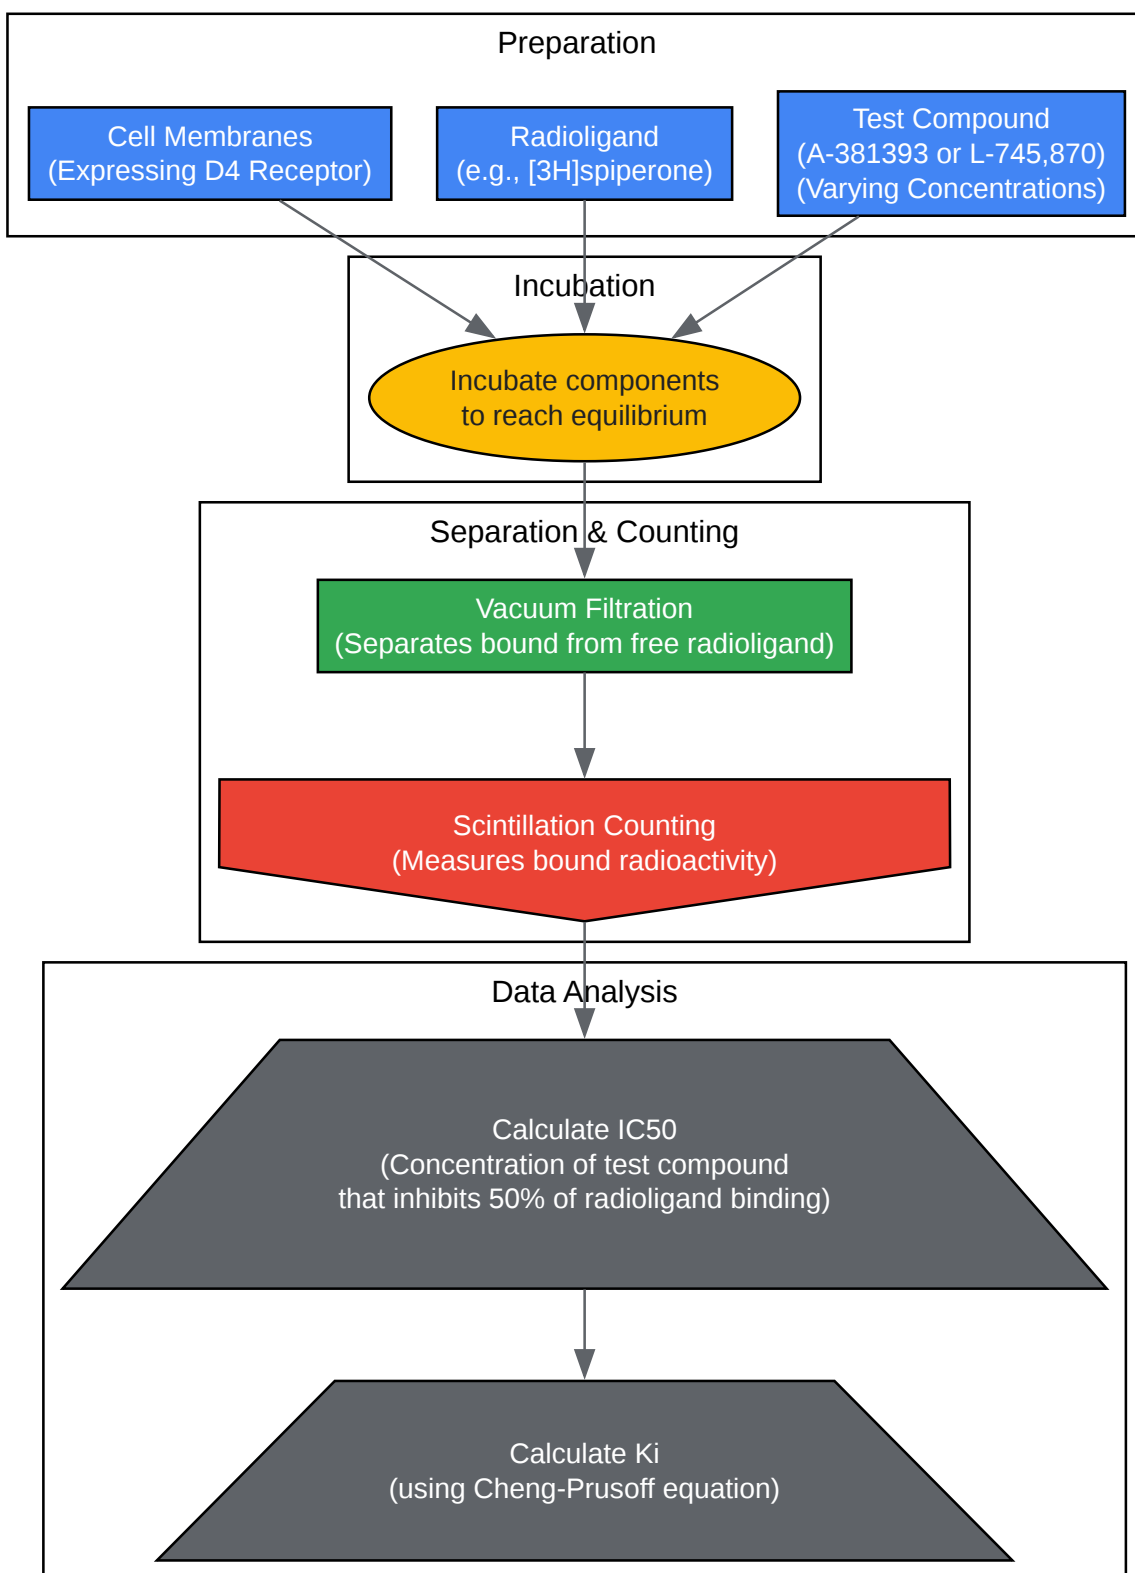 Preparation
Cell Membranes
(Expressing D4 Receptor)
Radioligand
(e.g., [3H]spiperone)
Test Compound
(A-381393 or L-745,870)
(Varying Concentrations)
Incubation
Incubate components
to reach equilibrium
Separation & Counting
Vacuum Filtration
(Separates bound from free radioligand)
Scintillation Counting
(Measures bound radioactivity)
Data Analysis
Calculate IC50
(Concentration of test compound
that inhibits 50% of radioligand binding)
Calculate Ki
(using Cheng-Prusoff equation)